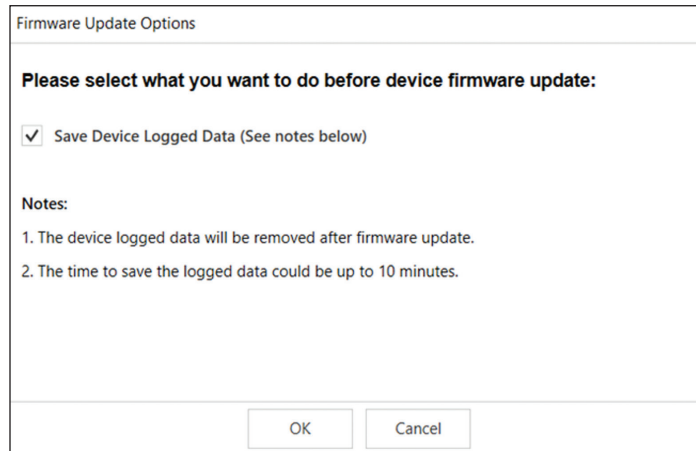 Firmware Update Options
Please select what you want to do before device firmware update:
Save Device Logged Data (See notes below)
Notes:
1. The device logged data will be removed after firmware update.
2. The time to save the logged data could be up to 10 minutes.
OK
Cancel